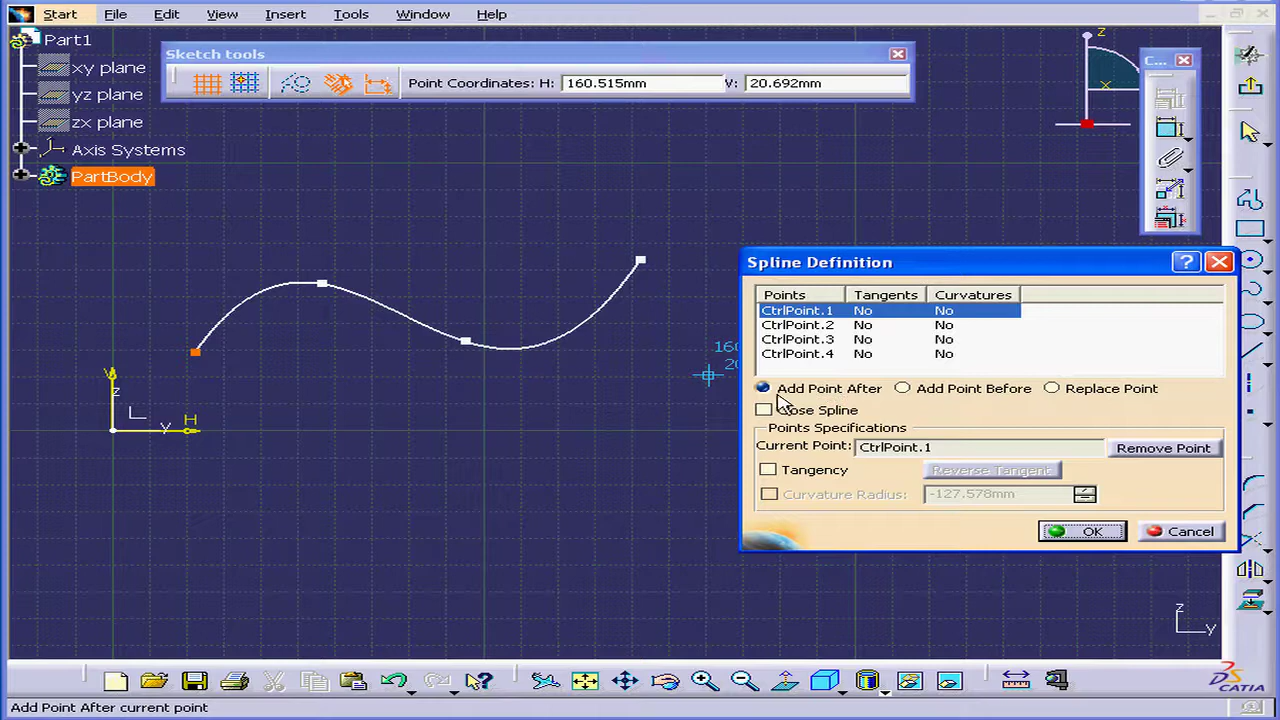 Start File Edit View Insert Tools Window Help
Part1
xy plane
yz plane
zx plane
Axis Systems
PartBody
Sketch tools
Point Coordinates: H: 160.515mm V: 20.692mm
z
x
C...
V
z
H
y
160
20
Spline Definition
Points Tangents Curvatures
CtrlPoint.1 No No
CtrlPoint.2 No No
CtrlPoint.3 No No
CtrlPoint.4 No No
Add Point After Add Point Before Replace Point
Close Spline
Points Specifications
Current Point: CtrlPoint.1 Remove Point
Tangency Reverse Tangent
Curvature Radius: -127.578mm
OK Cancel
z
y
DS CATIA
Add Point After current point